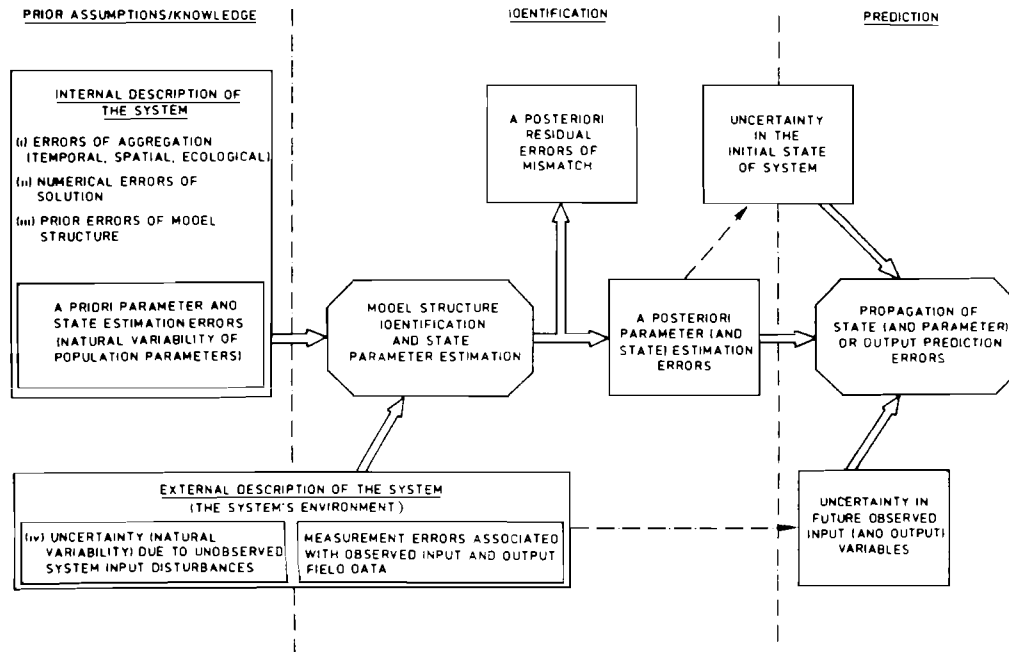 PRIOR ASSUMPTIONS/KNOWLEDGE
IDENTIFICATION
PREDICTION
INTERNAL DESCRIPTION OF
THE SYSTEM
(i) ERRORS OF AGGREGATION
(TEMPORAL, SPATIAL, ECOLOGICAL)
(ii) NUMERICAL ERRORS OF
SOLUTION
(iii) PRIOR ERRORS OF MODEL
STRUCTURE
A PRIORI PARAMETER AND
STATE ESTIMATION ERRORS
(NATURAL VARIABILITY OF
POPULATION PARAMETERS)
A POSTERIORI
RESIDUAL
ERRORS OF
MISMATCH
UNCERTAINTY
IN THE
INITIAL STATE
OF SYSTEM
MODEL STRUCTURE
IDENTIFICATION
AND STATE
PARAMETER ESTIMATION
A POSTERIORI
PARAMETER (AND
STATE) ESTIMATION
ERRORS
PROPAGATION OF
STATE (AND PARAMETER)
OR OUTPUT PREDICTION
ERRORS
EXTERNAL DESCRIPTION OF THE SYSTEM
(THE SYSTEM'S ENVIRONMENT)
(iv) UNCERTAINTY (NATURAL
VARIABILITY) DUE TO UNOBSERVED
SYSTEM INPUT DISTURBANCES
MEASUREMENT ERRORS ASSOCIATED
WITH OBSERVED INPUT AND OUTPUT
FIELD DATA
UNCERTAINTY IN
FUTURE OBSERVED
INPUT (AND OUTPUT)
VARIABLES